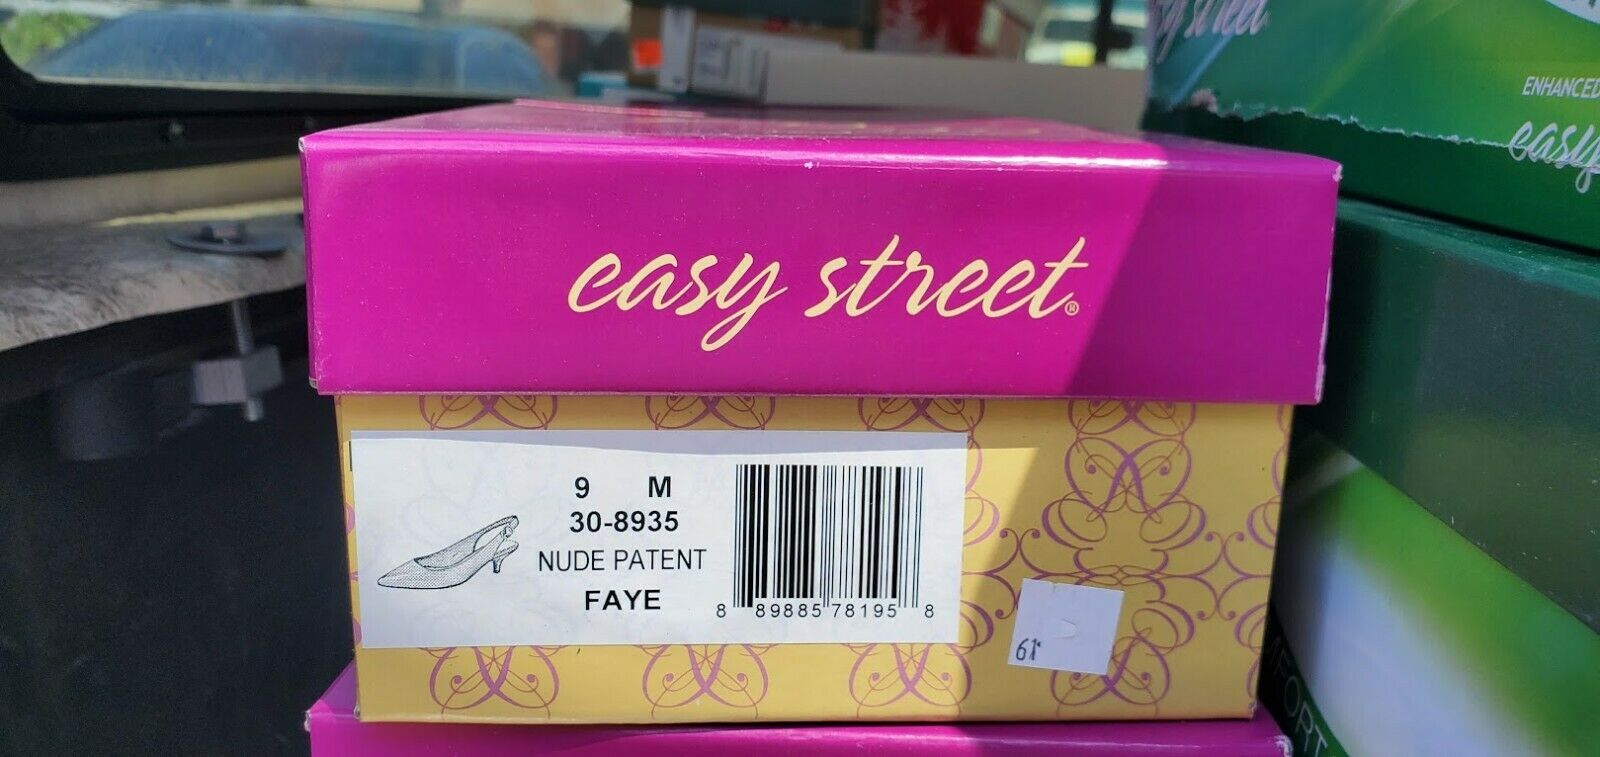 easy street®
9 M
30-8935
NUDE PATENT
FAYE
8 89885 78195 8
61
ENHANCED
easy